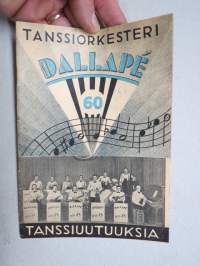 TANSSIORKESTERI
DALLAPÉ
60
TANSSIUUTUUKSIA